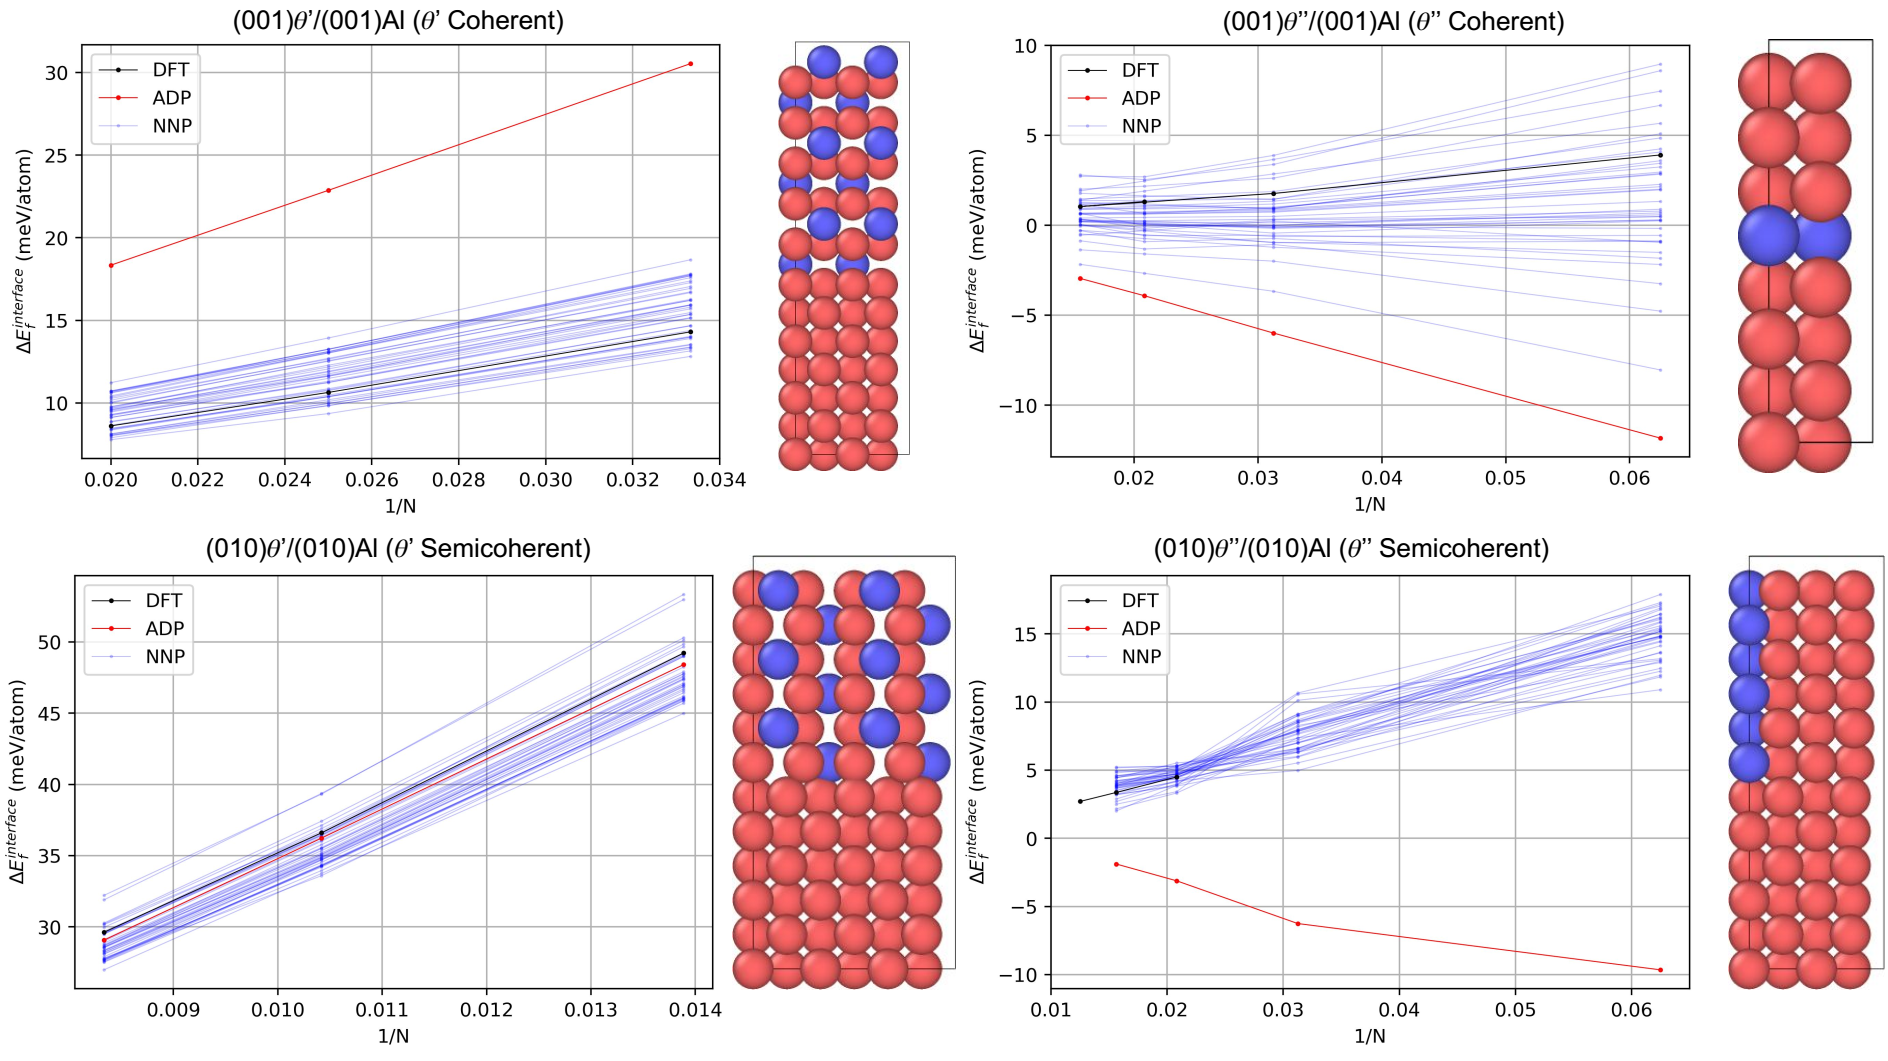 (001)θ’/(001)Al (θ’ Coherent)
DFT
ADP
NNP
30
25
20
15
10
ΔE_f^{interface} (meV/atom)
0.020 0.022 0.024 0.026 0.028 0.030 0.032 0.034
1/N
(001)θ’’/(001)Al (θ’’ Coherent)
DFT
ADP
NNP
10
5
0
−5
−10
ΔE_f^{interface} (meV/atom)
0.02 0.03 0.04 0.05 0.06
1/N
(010)θ’/(010)Al (θ’ Semicoherent)
DFT
ADP
NNP
50
45
40
35
30
ΔE_f^{interface} (meV/atom)
0.009 0.010 0.011 0.012 0.013 0.014
1/N
(010)θ’’/(010)Al (θ’’ Semicoherent)
DFT
ADP
NNP
15
10
5
0
−5
−10
ΔE_f^{interface} (meV/atom)
0.01 0.02 0.03 0.04 0.05 0.06
1/N